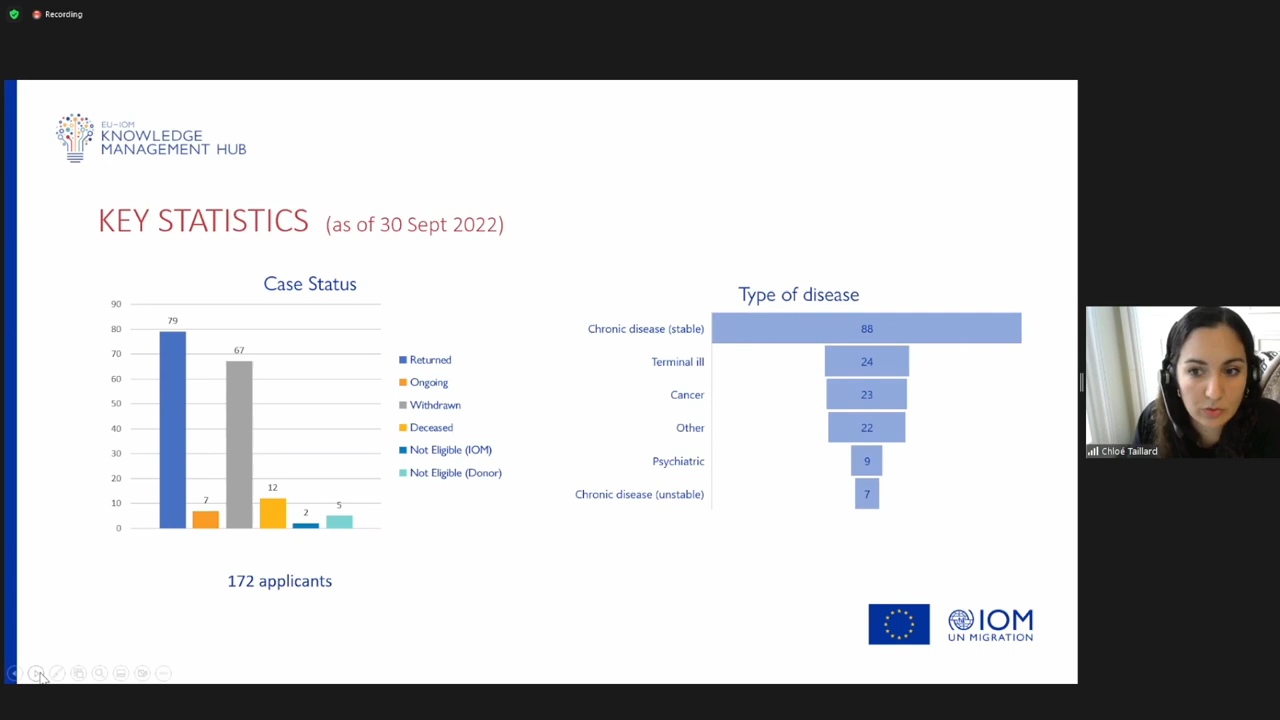 Recording
EU-IOM
KNOWLEDGE
MANAGEMENT HUB
KEY STATISTICS (as of 30 Sept 2022)
Case Status
90
80
70
60
50
40
30
20
10
0
79
7
67
12
2
5
Returned
Ongoing
Withdrawn
Deceased
Not Eligible (IOM)
Not Eligible (Donor)
172 applicants
Type of disease
Chronic disease (stable) 88
Terminal ill 24
Cancer 23
Other 22
Psychiatric 9
Chronic disease (unstable) 7
IOM
UN MIGRATION
Chloé Taillard